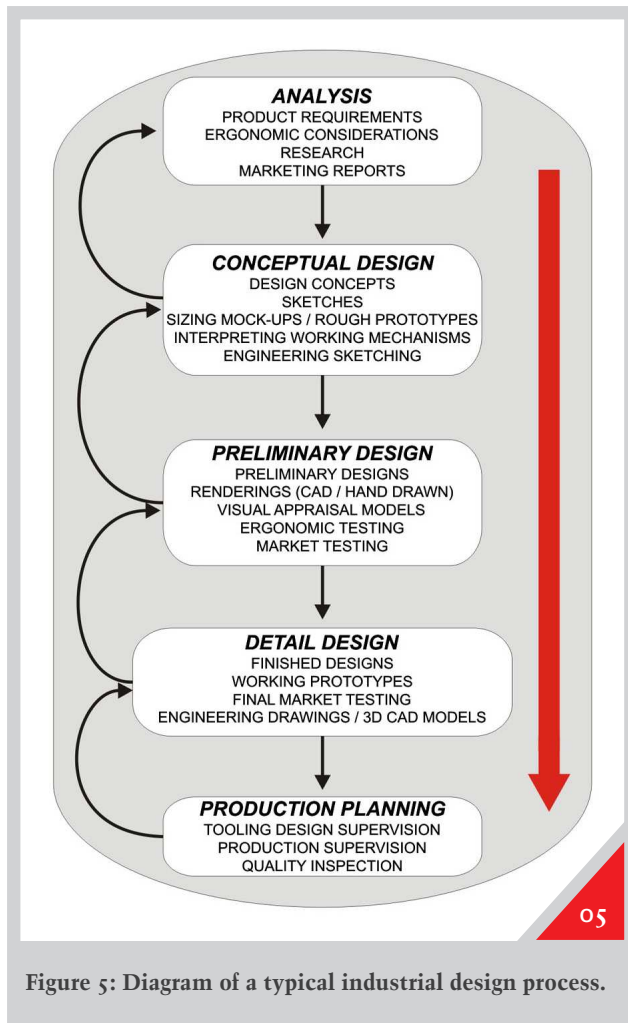 ANALYSIS
PRODUCT REQUIREMENTS
ERGONOMIC CONSIDERATIONS
RESEARCH
MARKETING REPORTS
CONCEPTUAL DESIGN
DESIGN CONCEPTS
SKETCHES
SIZING MOCK-UPS / ROUGH PROTOTYPES
INTERPRETING WORKING MECHANISMS
ENGINEERING SKETCHING
PRELIMINARY DESIGN
PRELIMINARY DESIGNS
RENDERINGS (CAD / HAND DRAWN)
VISUAL APPRAISAL MODELS
ERGONOMIC TESTING
MARKET TESTING
DETAIL DESIGN
FINISHED DESIGNS
WORKING PROTOTYPES
FINAL MARKET TESTING
ENGINEERING DRAWINGS / 3D CAD MODELS
PRODUCTION PLANNING
TOOLING DESIGN SUPERVISION
PRODUCTION SUPERVISION
QUALITY INSPECTION
05
Figure 5: Diagram of a typical industrial design process.